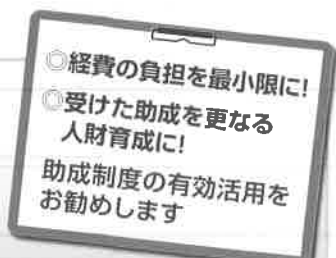 ◎経費の負担を最小限に!
◎受けた助成を更なる
人財育成に!
助成制度の有効活用を
お勧めします